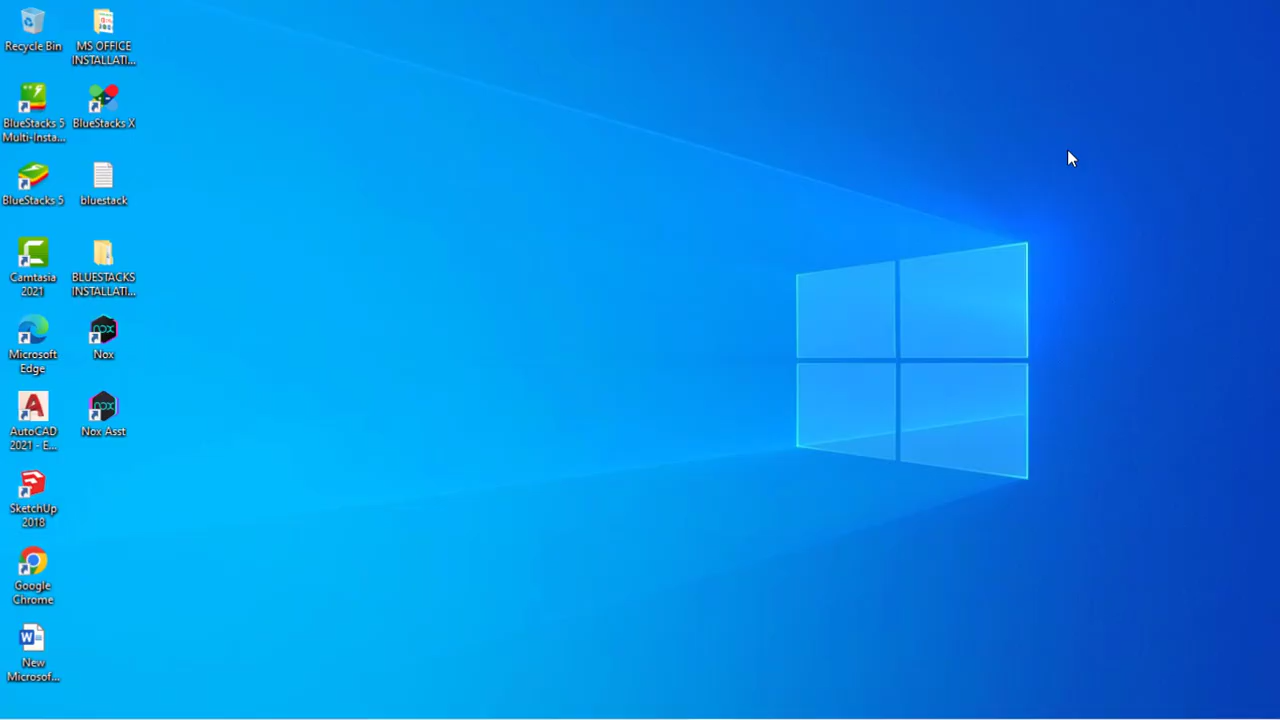 Recycle Bin
MS OFFICE
INSTALLATI...
BlueStacks 5
Multi-Insta...
BlueStacks X
BlueStacks 5
bluestack
Camtasia
2021
BLUESTACKS
INSTALLATI...
Microsoft
Edge
Nox
AutoCAD
2021 - E...
Nox Asst
SketchUp
2018
Google
Chrome
New
Microsof...